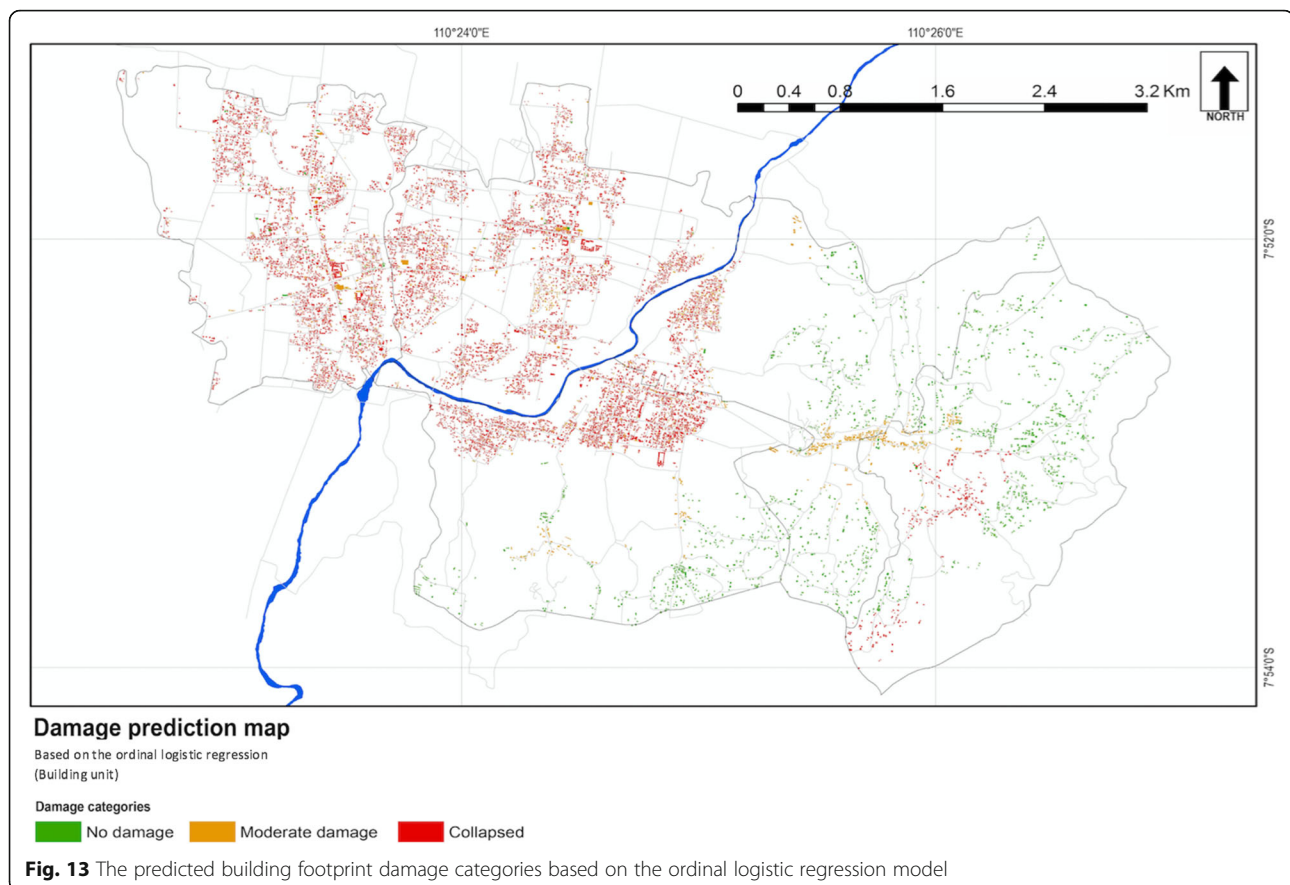 110°24'0"E 110°26'0"E
0 0.4 0.8 1.6 2.4 3.2 Km
NORTH
7°52'0"S
7°54'0"S
Damage prediction map
Based on the ordinal logistic regression
(Building unit)
Damage categories
No damage Moderate damage Collapsed
Fig. 13 The predicted building footprint damage categories based on the ordinal logistic regression model